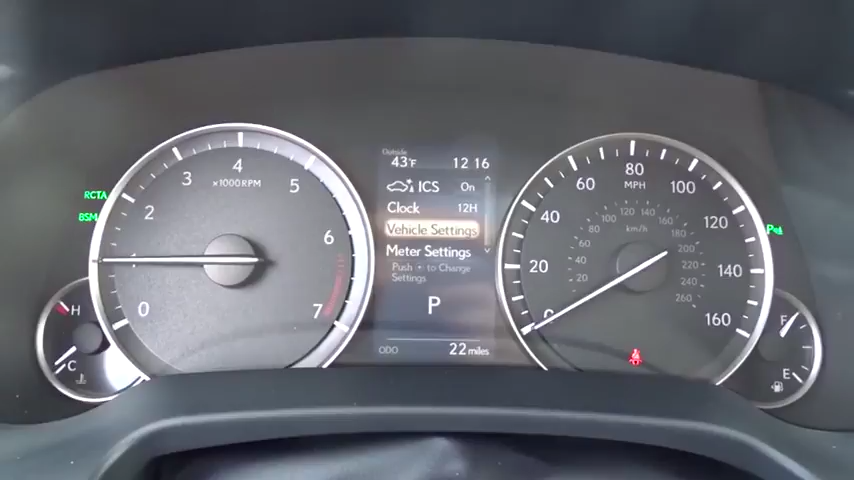 Outside
43°F 12:16
ICS On
Clock 12H
Vehicle Settings
Meter Settings
Push • to Change
Settings
P
ODO 22 miles
RCTA
BSM
0 1 2 3 4 5 6 7
x1000RPM
H
C
0 20 40 60 80 100 120 140 160
MPH
20 40 60 80 100 120 140 160 180 200 220 240 260
km/h
P
F
E